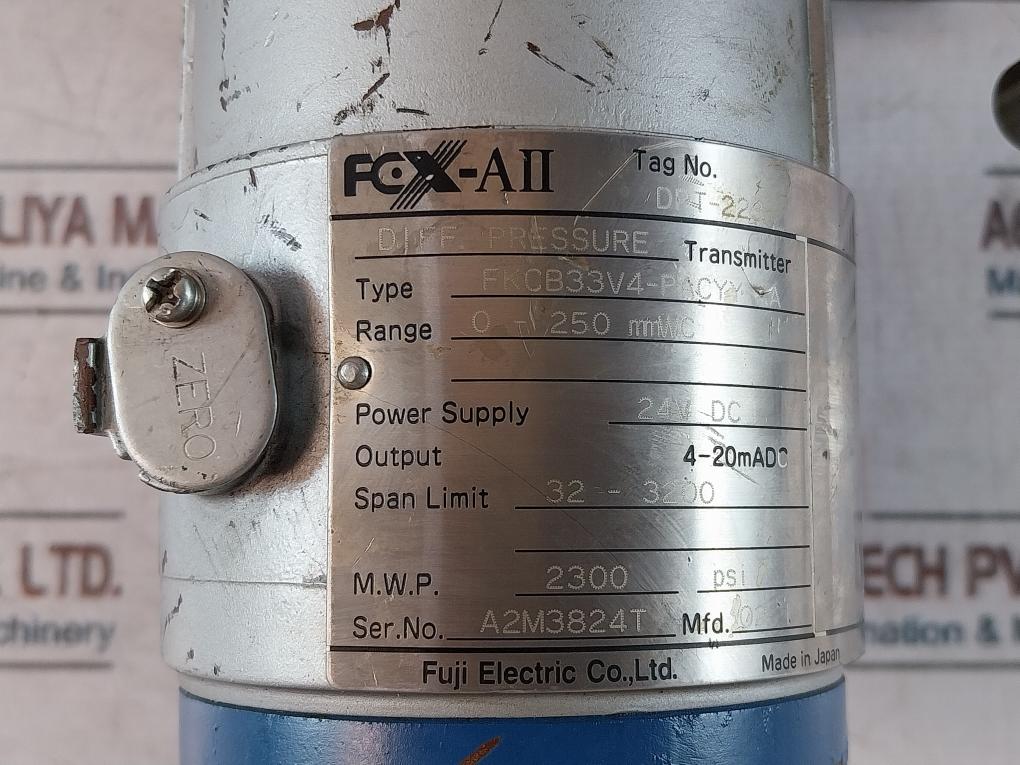 FCX-AII Tag No.
DIFF. PRESSURE Transmitter
Type
Range 0 - 250 mmWC
Power Supply 24V DC
Output 4-20mADC
Span Limit 32 - 3200
M.W.P. 2300 psi
Ser.No. A2M3824T Mfd.
Fuji Electric Co.,Ltd. Made in Japan
ZERO
LTD.